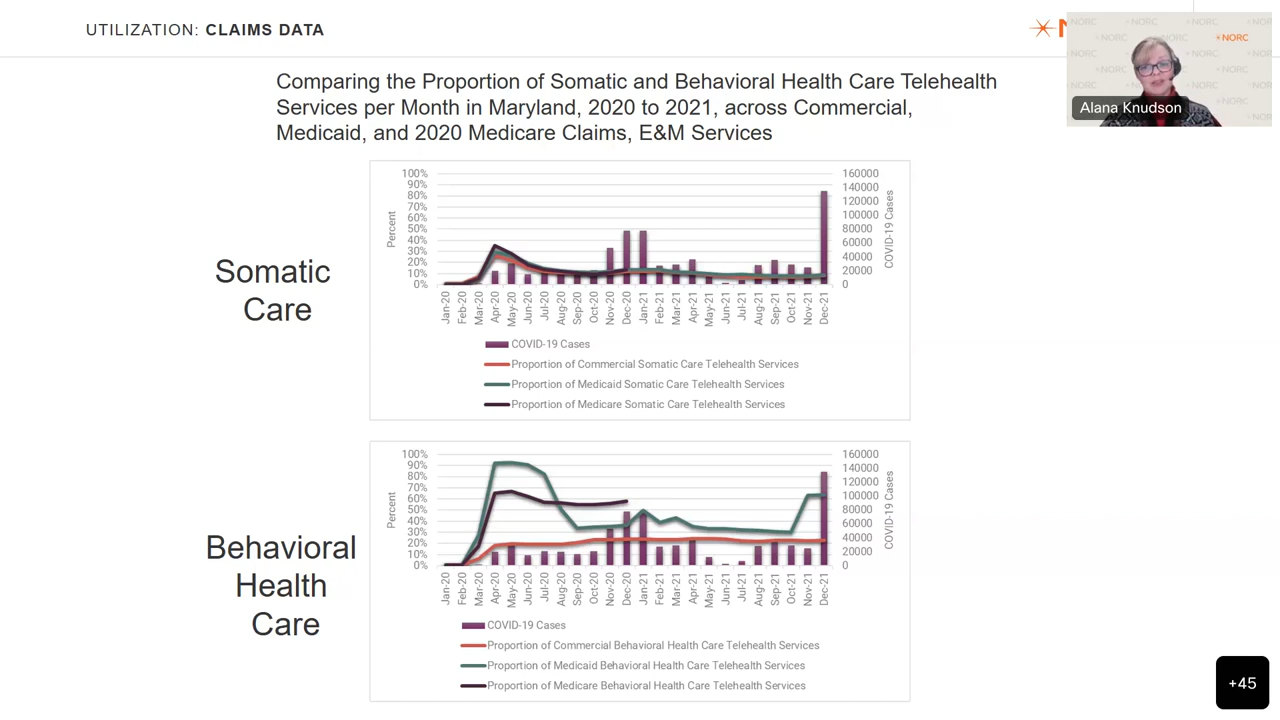 UTILIZATION: CLAIMS DATA
NORC
NORC
NORC
NORC
NORC
NORC
NORC
Alana Knudson
Comparing the Proportion of Somatic and Behavioral Health Care Telehealth
Services per Month in Maryland, 2020 to 2021, across Commercial,
Medicaid, and 2020 Medicare Claims, E&M Services
Somatic
Care
Percent
100%
90%
80%
70%
60%
50%
40%
30%
20%
10%
0%
160000
140000
120000
100000
80000
60000
40000
20000
0
COVID-19 Cases
Jan-20 Feb-20 Mar-20 Apr-20 May-20 Jun-20 Jul-20 Aug-20 Sep-20 Oct-20 Nov-20 Dec-20 Jan-21 Feb-21 Mar-21 Apr-21 May-21 Jun-21 Jul-21 Aug-21 Sep-21 Oct-21 Nov-21 Dec-21
COVID-19 Cases
Proportion of Commercial Somatic Care Telehealth Services
Proportion of Medicaid Somatic Care Telehealth Services
Proportion of Medicare Somatic Care Telehealth Services
Behavioral
Health
Care
Percent
100%
90%
80%
70%
60%
50%
40%
30%
20%
10%
0%
160000
140000
120000
100000
80000
60000
40000
20000
0
COVID-19 Cases
Jan-20 Feb-20 Mar-20 Apr-20 May-20 Jun-20 Jul-20 Aug-20 Sep-20 Oct-20 Nov-20 Dec-20 Jan-21 Feb-21 Mar-21 Apr-21 May-21 Jun-21 Jul-21 Aug-21 Sep-21 Oct-21 Nov-21 Dec-21
COVID-19 Cases
Proportion of Commercial Behavioral Health Care Telehealth Services
Proportion of Medicaid Behavioral Health Care Telehealth Services
Proportion of Medicare Behavioral Health Care Telehealth Services
+45